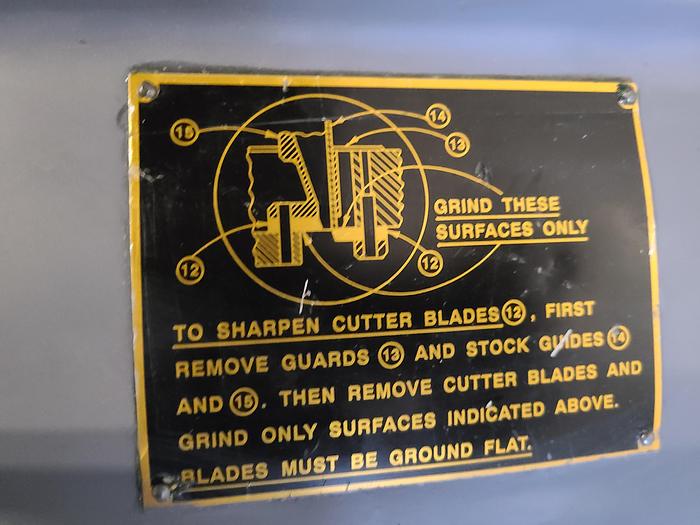 15
14
13
GRIND THESE
SURFACES ONLY
12
12
TO SHARPEN CUTTER BLADES 12, FIRST
REMOVE GUARDS 13 AND STOCK GUIDES 14
AND 15. THEN REMOVE CUTTER BLADES AND
GRIND ONLY SURFACES INDICATED ABOVE.
BLADES MUST BE GROUND FLAT.